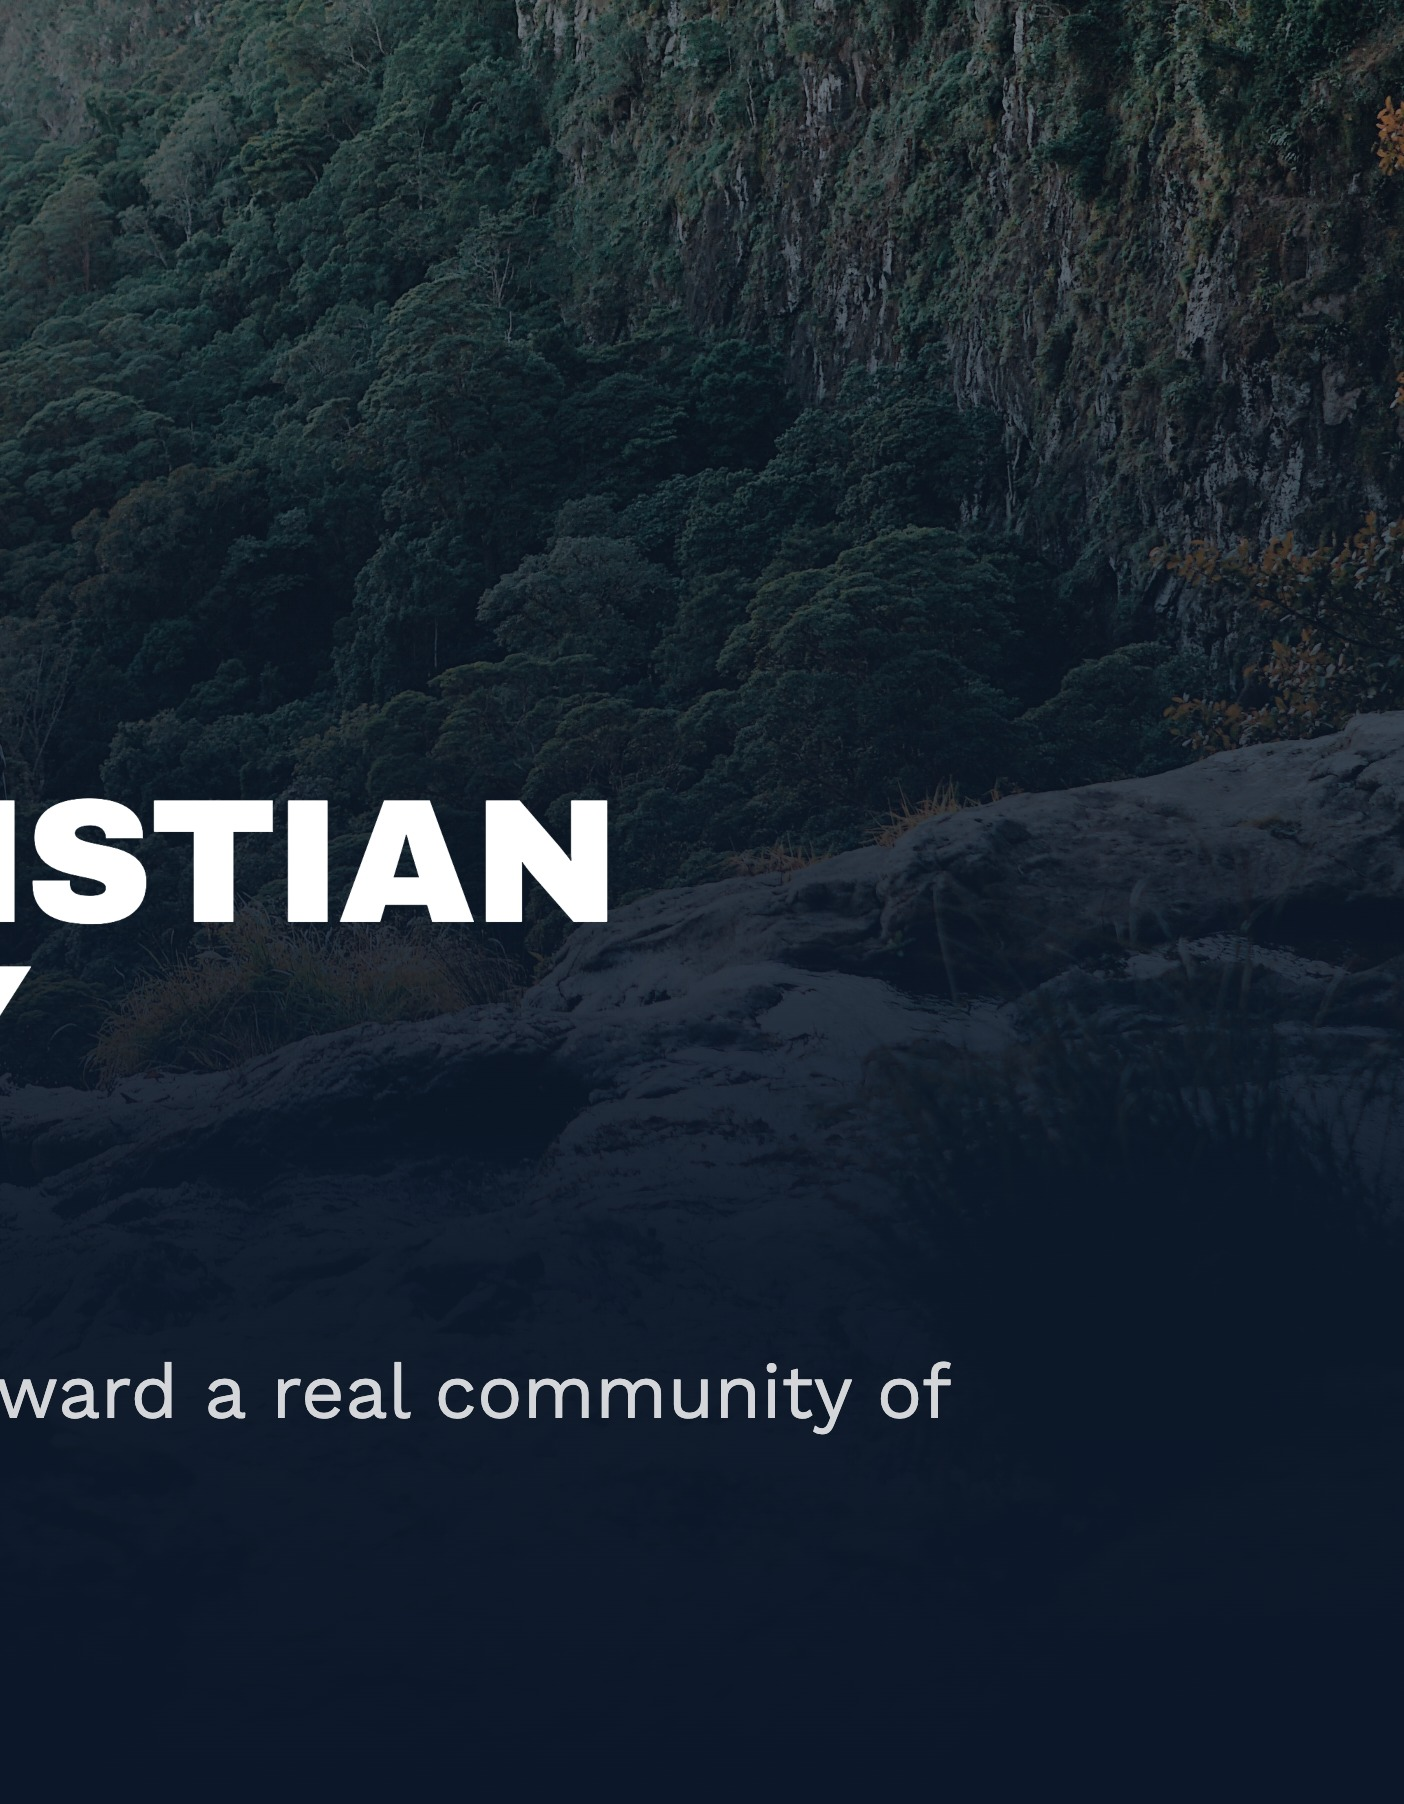 ISTIAN
Y
ward a real community of